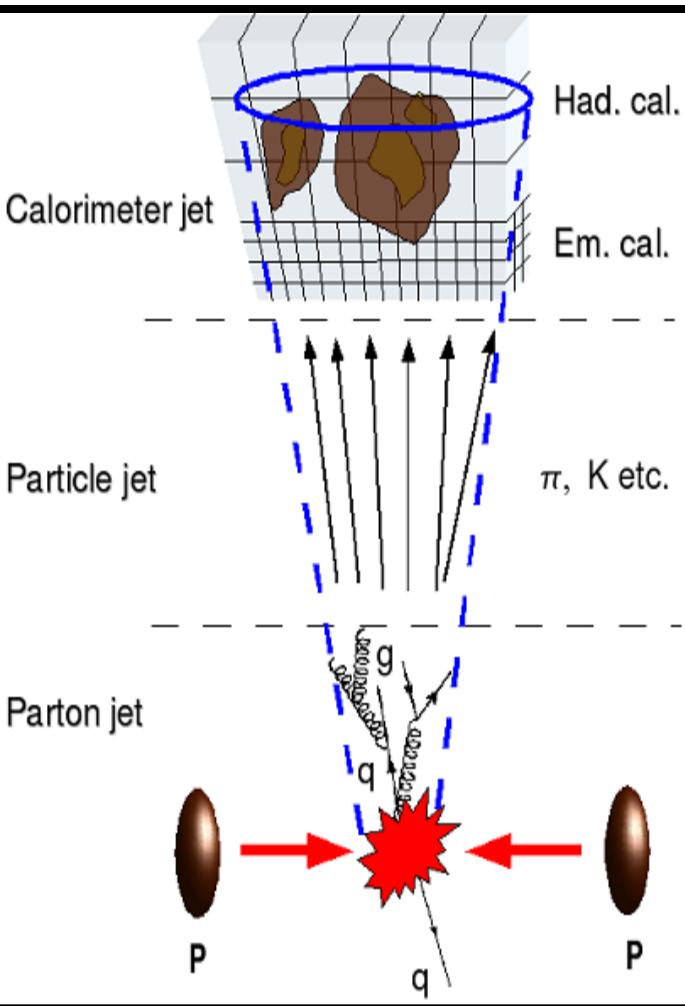 Had. cal.
Calorimeter jet
Em. cal.
Particle jet
π, K etc.
g
Parton jet
q
P
P
q